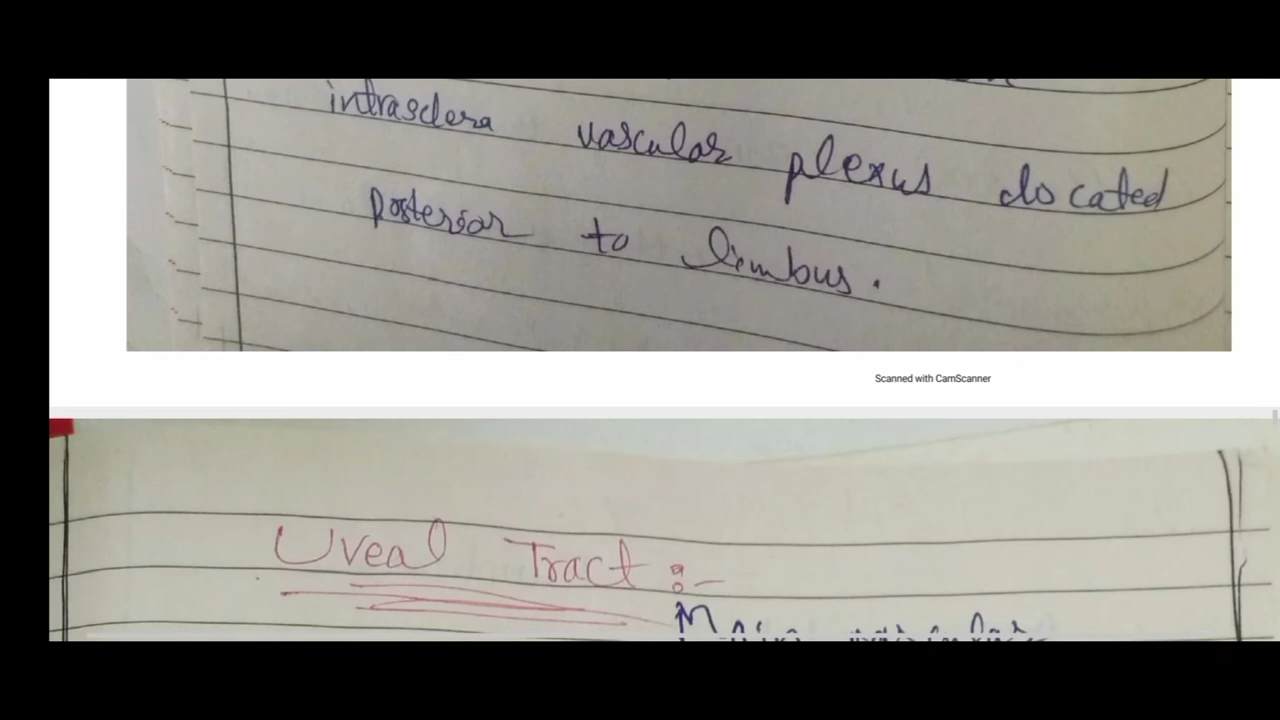 intrasclera vascular plexus located
posterior to limbus.
Scanned with CamScanner
Uveal Tract :-